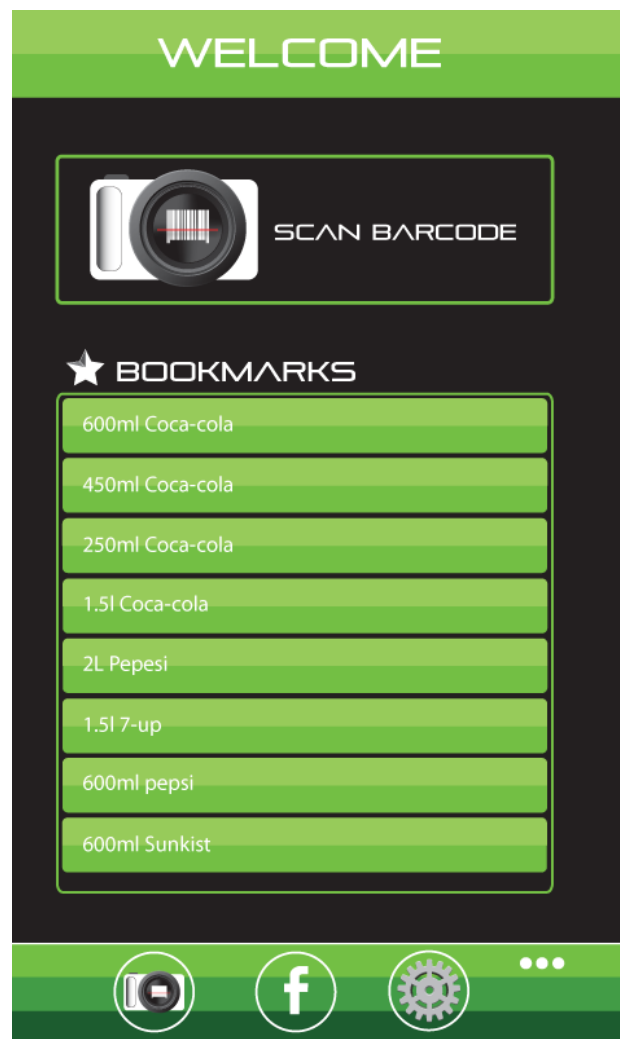 WELCOME
SCAN BARCODE
BOOKMARKS
600ml Coca-cola
450ml Coca-cola
250ml Coca-cola
1.5l Coca-cola
2L Pepesi
1.5l 7-up
600ml pepsi
600ml Sunkist
f